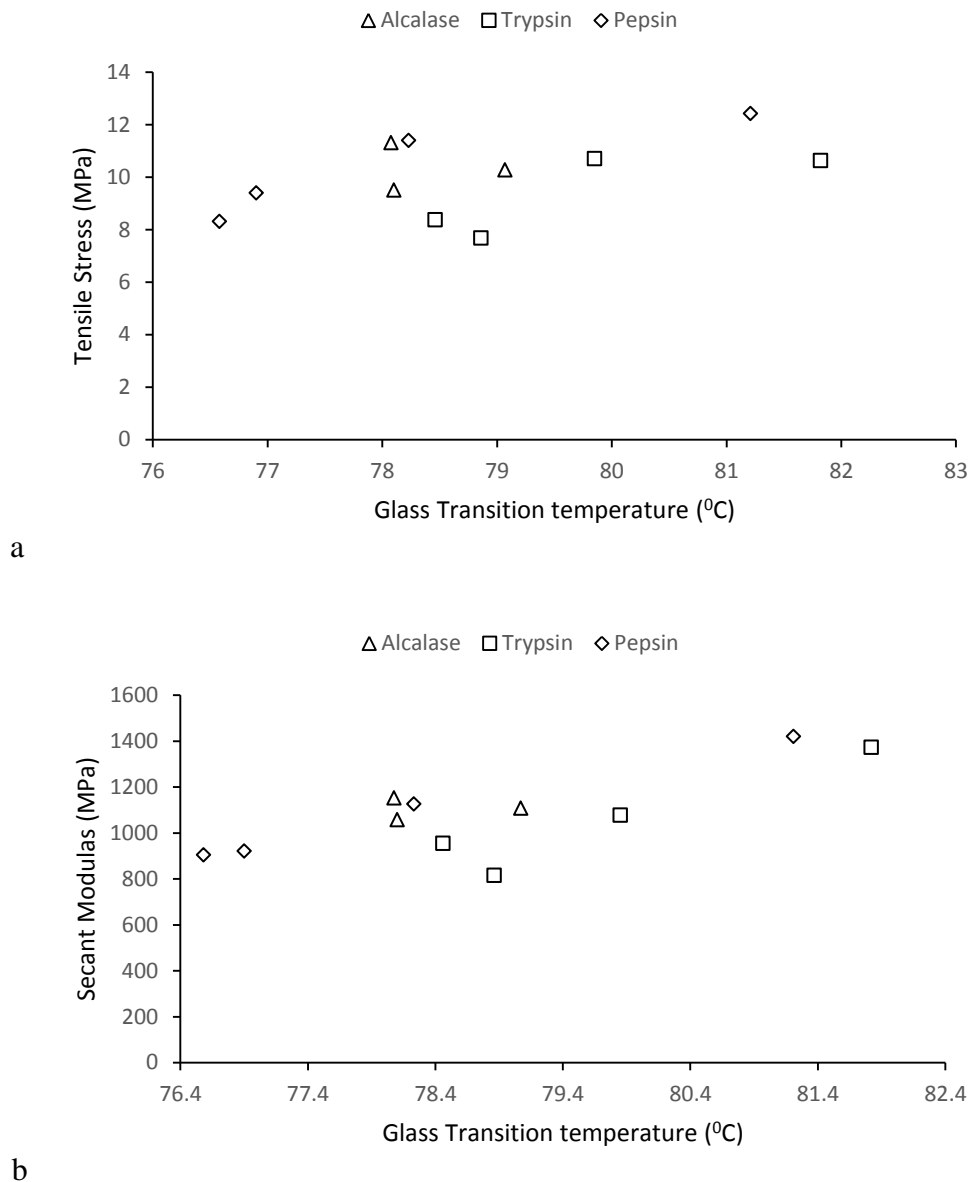 Alcalase Trypsin Pepsin
14
12
10
8
6
4
2
0
Tensile Stress (MPa)
76 77 78 79 80 81 82 83
Glass Transition temperature (⁰C)
a
Alcalase Trypsin Pepsin
1600
1400
1200
1000
800
600
400
200
0
Secant Modulas (MPa)
76.4 77.4 78.4 79.4 80.4 81.4 82.4
Glass Transition temperature (⁰C)
b